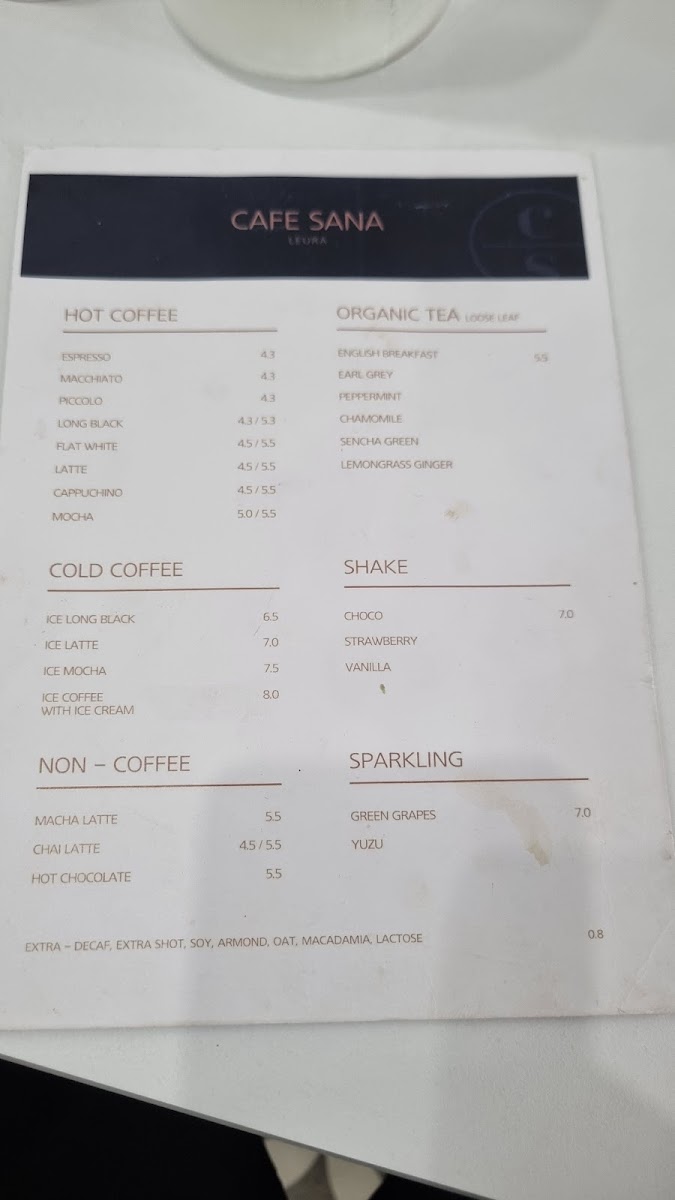 CAFE SANA
LEURA
C
S
HOT COFFEE
ESPRESSO 4.3
MACCHIATO 4.3
PICCOLO 4.3
LONG BLACK 4.3 / 5.3
FLAT WHITE 4.5 / 5.5
LATTE 4.5 / 5.5
CAPPUCHINO 4.5 / 5.5
MOCHA 5.0 / 5.5
ORGANIC TEA LOOSE LEAF
ENGLISH BREAKFAST 5.5
EARL GREY
PEPPERMINT
CHAMOMILE
SENCHA GREEN
LEMONGRASS GINGER
COLD COFFEE
ICE LONG BLACK 6.5
ICE LATTE 7.0
ICE MOCHA 7.5
ICE COFFEE 8.0
WITH ICE CREAM
SHAKE
CHOCO 7.0
STRAWBERRY
VANILLA
NON – COFFEE
MACHA LATTE 5.5
CHAI LATTE 4.5 / 5.5
HOT CHOCOLATE 5.5
SPARKLING
GREEN GRAPES 7.0
YUZU
EXTRA – DECAF, EXTRA SHOT, SOY, ARMOND, OAT, MACADAMIA, LACTOSE 0.8